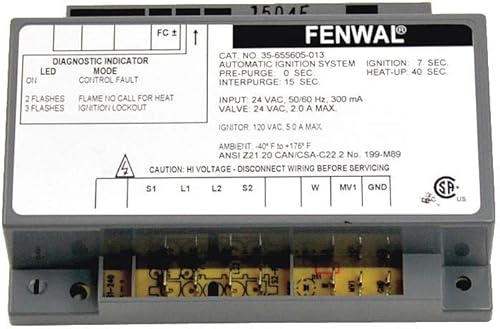 J504F
FENWAL®
FC ±
DIAGNOSTIC INDICATOR
LED MODE
ON CONTROL FAULT
2 FLASHES FLAME NO CALL FOR HEAT
3 FLASHES IGNITION LOCKOUT
CAT. NO. 35-655605-013
AUTOMATIC IGNITION SYSTEM IGNITION: 7 SEC.
PRE-PURGE: 0 SEC. HEAT-UP: 40 SEC.
INTERPURGE: 15 SEC.
INPUT: 24 VAC, 50/60 Hz, 300 mA
VALVE: 24 VAC, 2.0 A MAX.
IGNITOR: 120 VAC, 5.0 A MAX.
AMBIENT: -40° F to +176° F
ANSI Z21.20 CAN/CSA-C22.2 No. 199-M89
CAUTION: HI VOLTAGE - DISCONNECT WIRING BEFORE SERVICING
S1 L1 L2 S2 W MV1 GND
C US